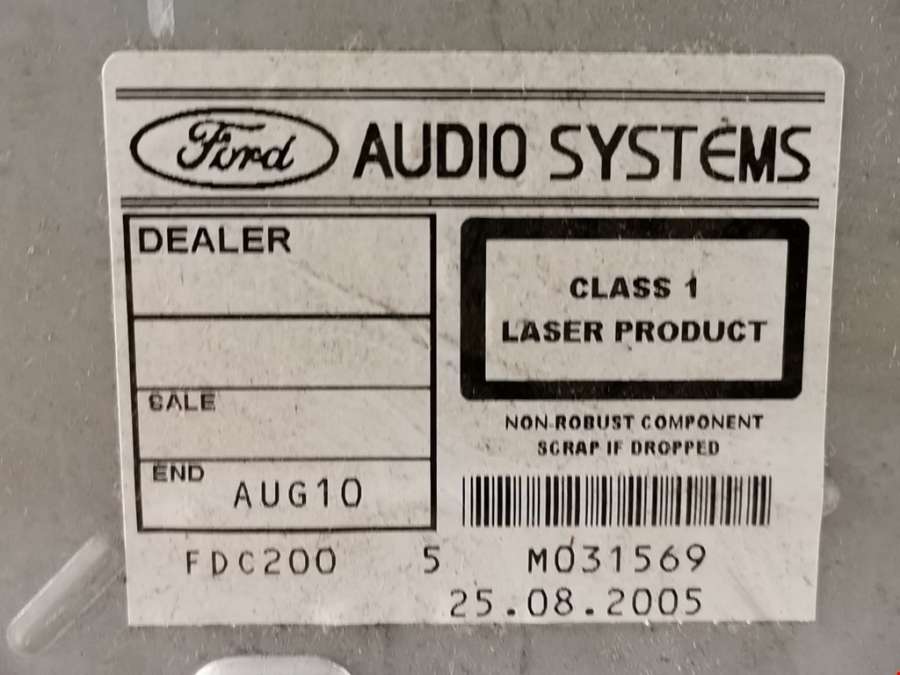 Ford AUDIO SYSTEMS
DEALER
CLASS 1
LASER PRODUCT
SALE
NON-ROBUST COMPONENT
SCRAP IF DROPPED
END AUG10
FDC200 5 M031569
25.08.2005